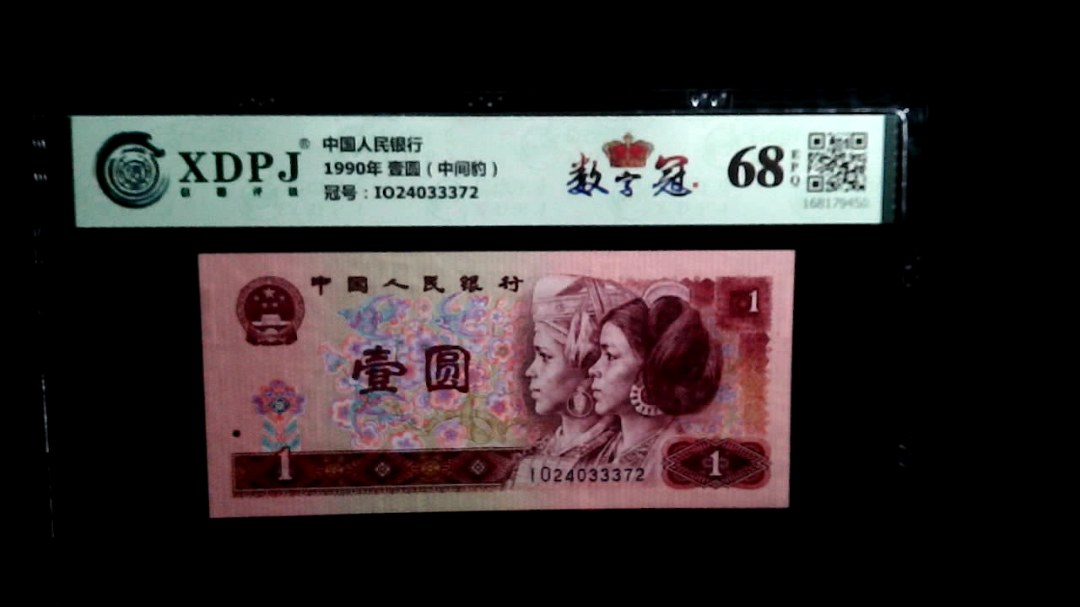 XDPJ®
中国人民银行
1990年 壹圆（中间豹）
冠号：IO24033372
数字冠
68
EPQ
中国人民银行
1
壹圆
1
IO24033372
1